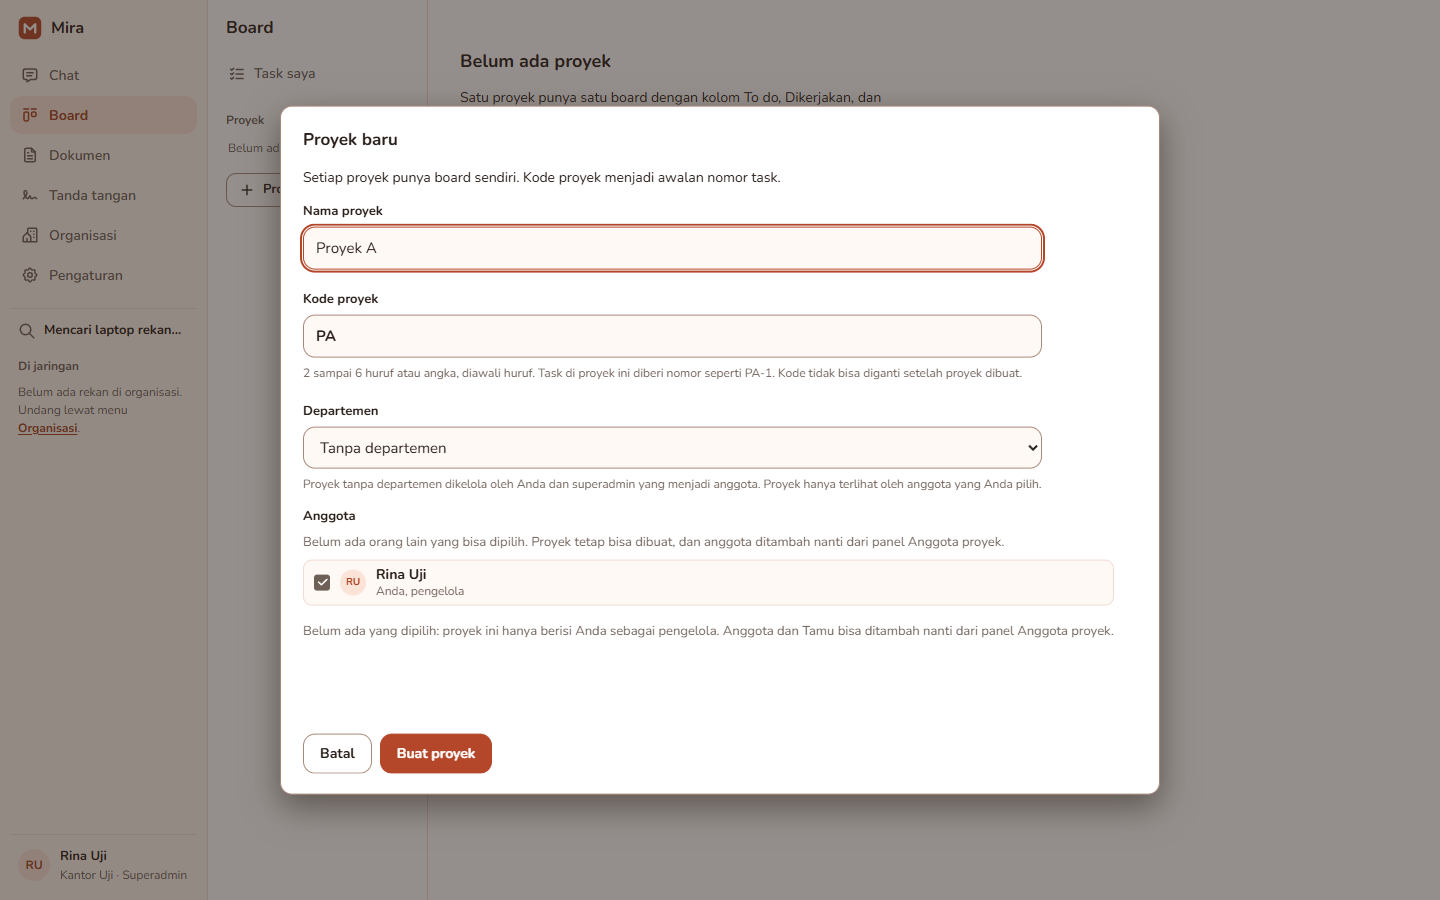 Mira
Chat
Board
Dokumen
Tanda tangan
Organisasi
Pengaturan
Mencari laptop rekan...
Di jaringan
Belum ada rekan di organisasi.
Undang lewat menu
Organisasi.
RU
Rina Uji
Kantor Uji · Superadmin
Board
Task saya
Proyek
Belum ad
Pro
Belum ada proyek
Satu proyek punya satu board dengan kolom To do, Dikerjakan, dan
Proyek baru
Setiap proyek punya board sendiri. Kode proyek menjadi awalan nomor task.
Nama proyek
Proyek A
Kode proyek
PA
2 sampai 6 huruf atau angka, diawali huruf. Task di proyek ini diberi nomor seperti PA-1. Kode tidak bisa diganti setelah proyek dibuat.
Departemen
Tanpa departemen
Proyek tanpa departemen dikelola oleh Anda dan superadmin yang menjadi anggota. Proyek hanya terlihat oleh anggota yang Anda pilih.
Anggota
Belum ada orang lain yang bisa dipilih. Proyek tetap bisa dibuat, dan anggota ditambah nanti dari panel Anggota proyek.
RU
Rina Uji
Anda, pengelola
Belum ada yang dipilih: proyek ini hanya berisi Anda sebagai pengelola. Anggota dan Tamu bisa ditambah nanti dari panel Anggota proyek.
Batal
Buat proyek